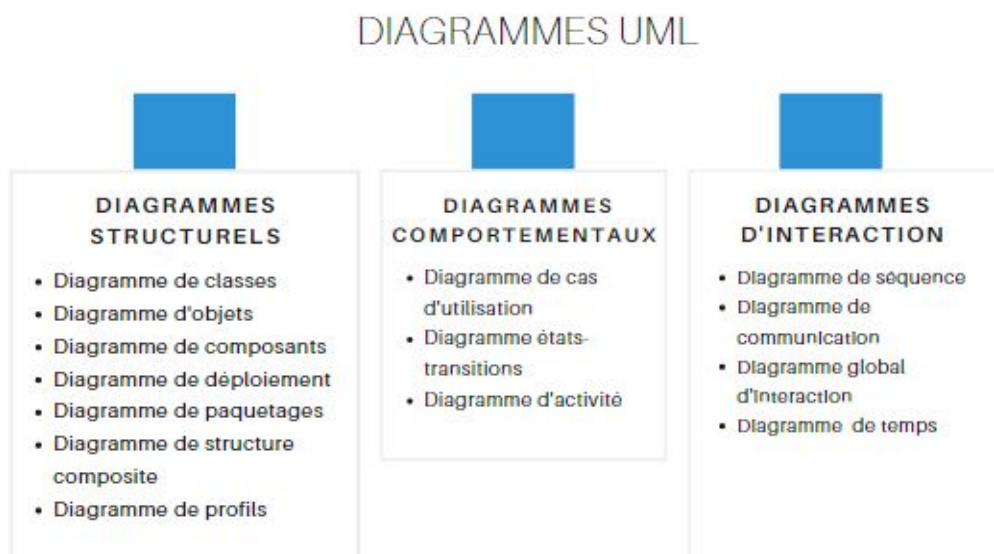 DIAGRAMMES UML
DIAGRAMMES
STRUCTURELS
• Diagramme de classes
• Diagramme d'objets
• Diagramme de composants
• Diagramme de déploiement
• Diagramme de paquetages
• Diagramme de structure
composite
• Diagramme de profils
DIAGRAMMES
COMPORTEMENTAUX
• Diagramme de cas
d'utilisation
• Diagramme états-
transitions
• Diagramme d'activité
DIAGRAMMES
D'INTERACTION
• Diagramme de séquence
• Diagramme de
communication
• Diagramme global
d'interaction
• Diagramme de temps